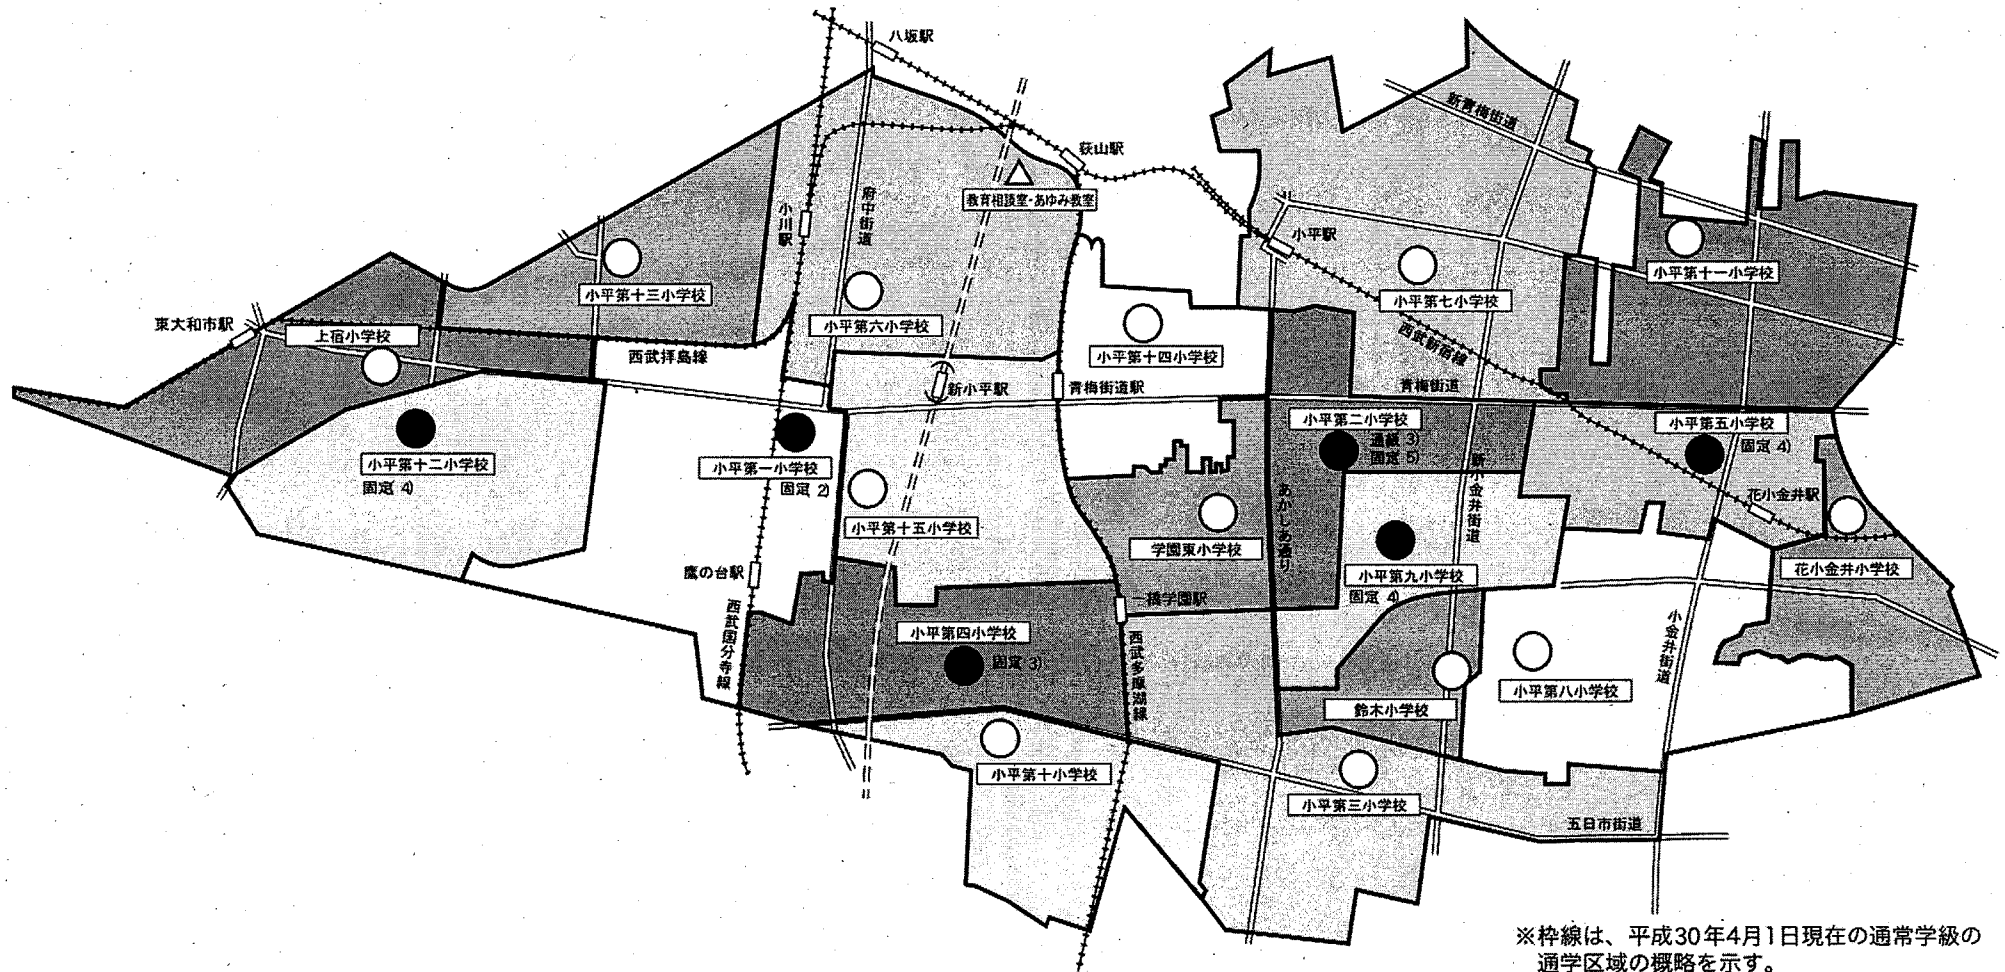 八坂駅
新青梅街道
萩山駅
教育相談室・あゆみ教室
府中街道
小川駅
小平駅
小平第十一小学校
小平第十三小学校
小平第七小学校
東大和市駅
上宿小学校
小平第六小学校
西武拝島線
小平第十四小学校
西武新宿線
新小平駅
青梅街道駅
青梅街道
小平第二小学校
通級 3)
固定 5)
小平第五小学校
固定 4)
小平第十二小学校
固定 4)
小平第一小学校
固定 2)
新小金井街道
花小金井駅
あかしあ通り
小平第十五小学校
学園東小学校
鷹の台駅
小平第九小学校
固定 4)
花小金井小学校
一橋学園駅
西武国分寺線
小平第四小学校
固定 3)
西武多摩湖線
小金井街道
小平第八小学校
鈴木小学校
小平第十小学校
小平第三小学校
五日市街道
※枠線は、平成30年4月1日現在の通常学級の
通学区域の概略を示す。